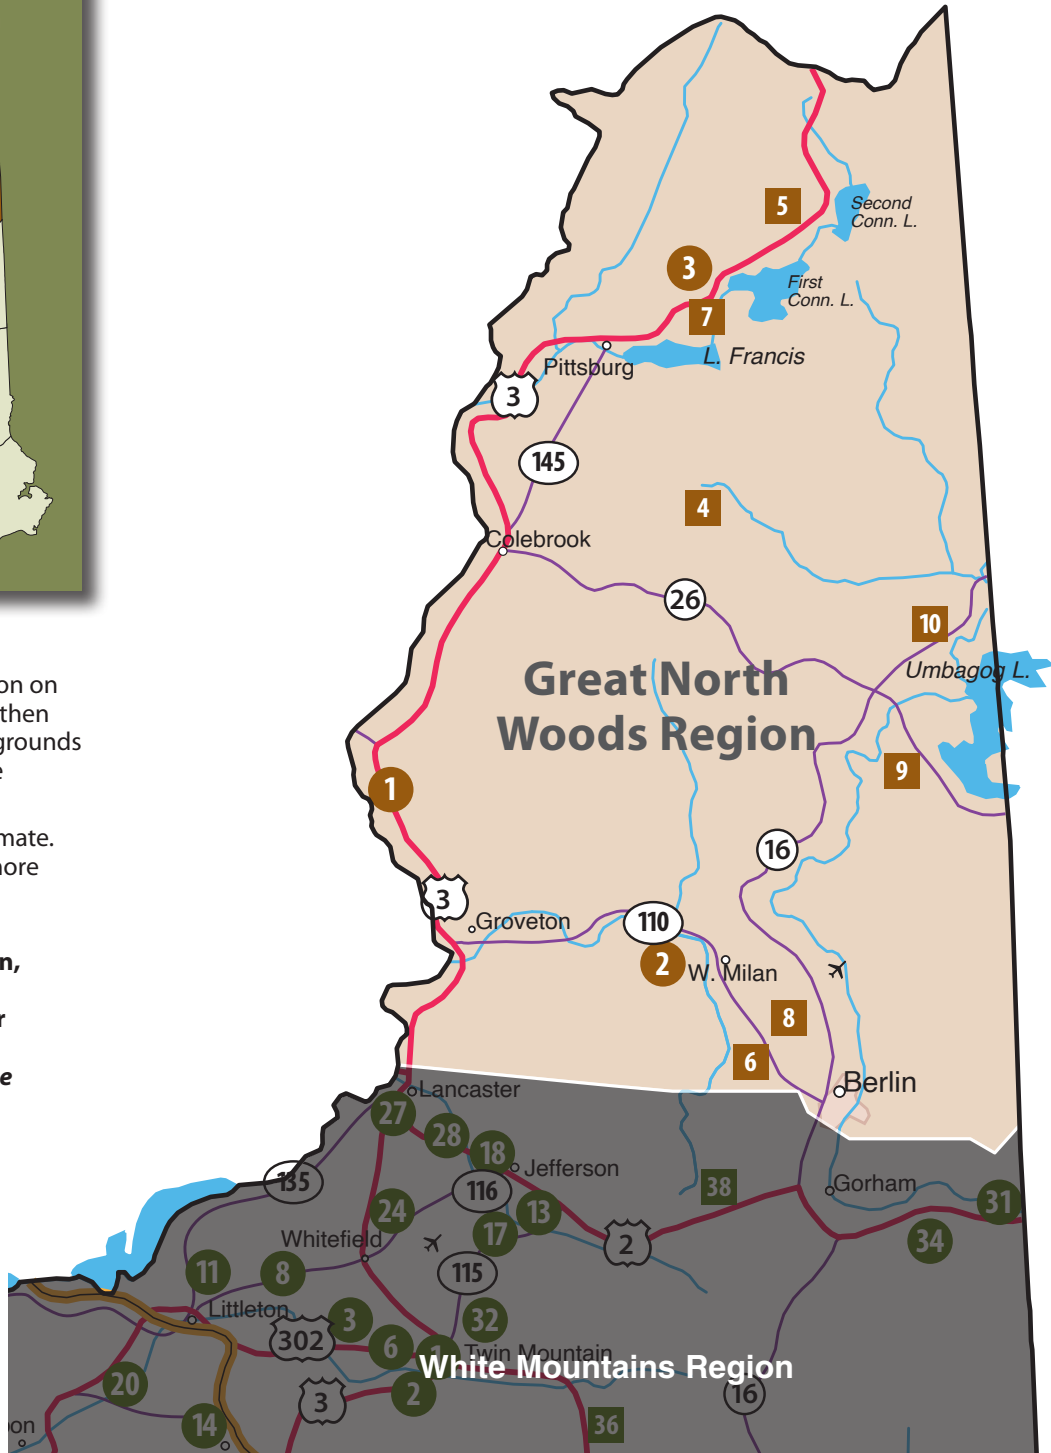 on on
then
grounds
e
mate.
more
n,
r
e
5
Second
Conn. L.
3
First
Conn. L.
7
L. Francis
Pittsburg
3
145
4
Colebrook
26
10
Umbagog L.
Great North
Woods Region
9
1
16
3
Groveton
110
2
W. Milan
8
6
Berlin
Lancaster
27
28
18
Jefferson
135
116
38
Gorham
31
24
13
17
34
Whitefield
2
11
8
115
Littleton
3
32
302
6
1
Twin Mountain
White Mountains Region
20
2
3
16
14
36
on